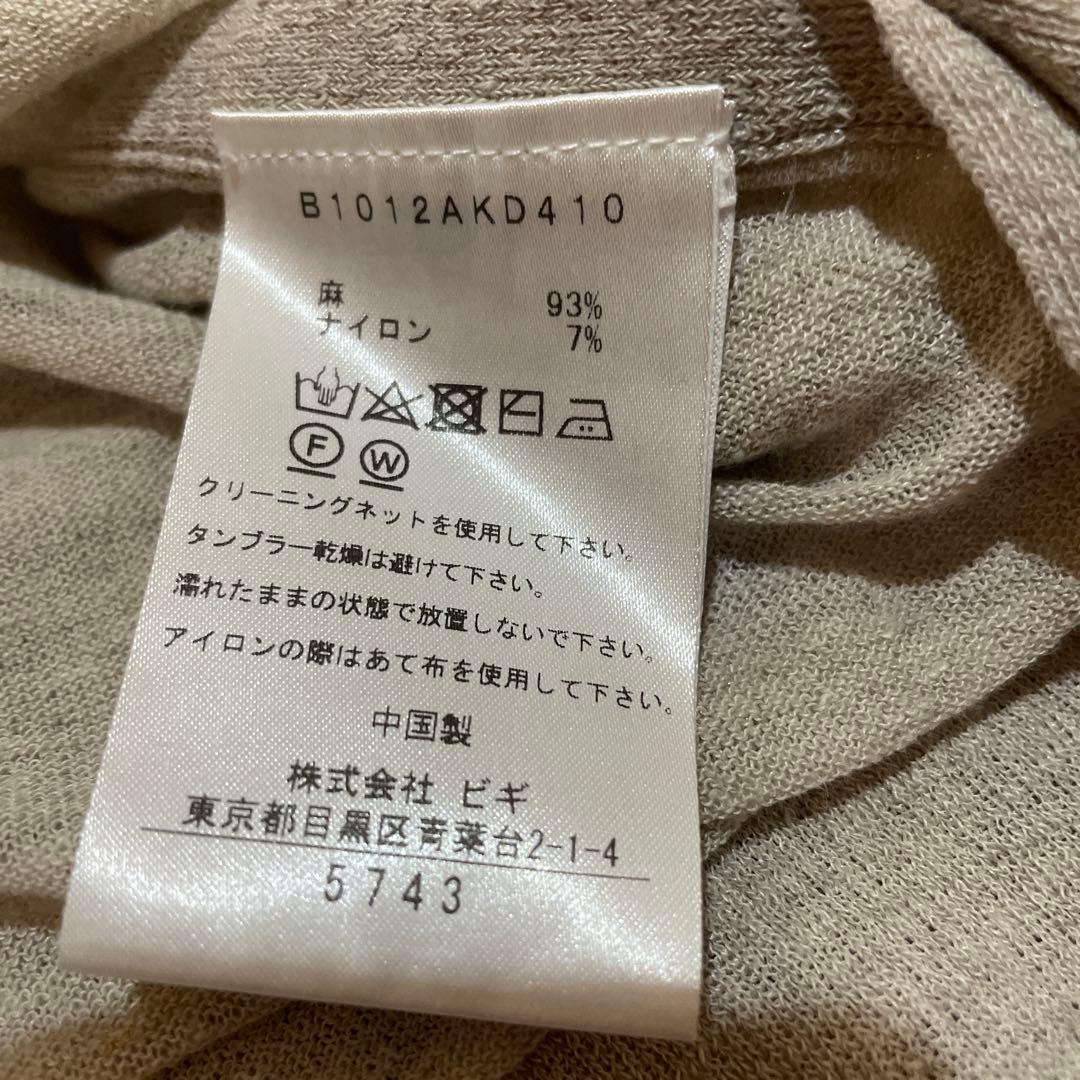 B1012AKD410
麻 93%
ナイロン 7%
F W
クリーニングネットを使用して下さい。
タンブラー乾燥は避けて下さい。
濡れたままの状態で放置しないで下さい。
アイロンの際はあて布を使用して下さい。
中国製
株式会社 ビギ
東京都目黒区青葉台2-1-4
5743